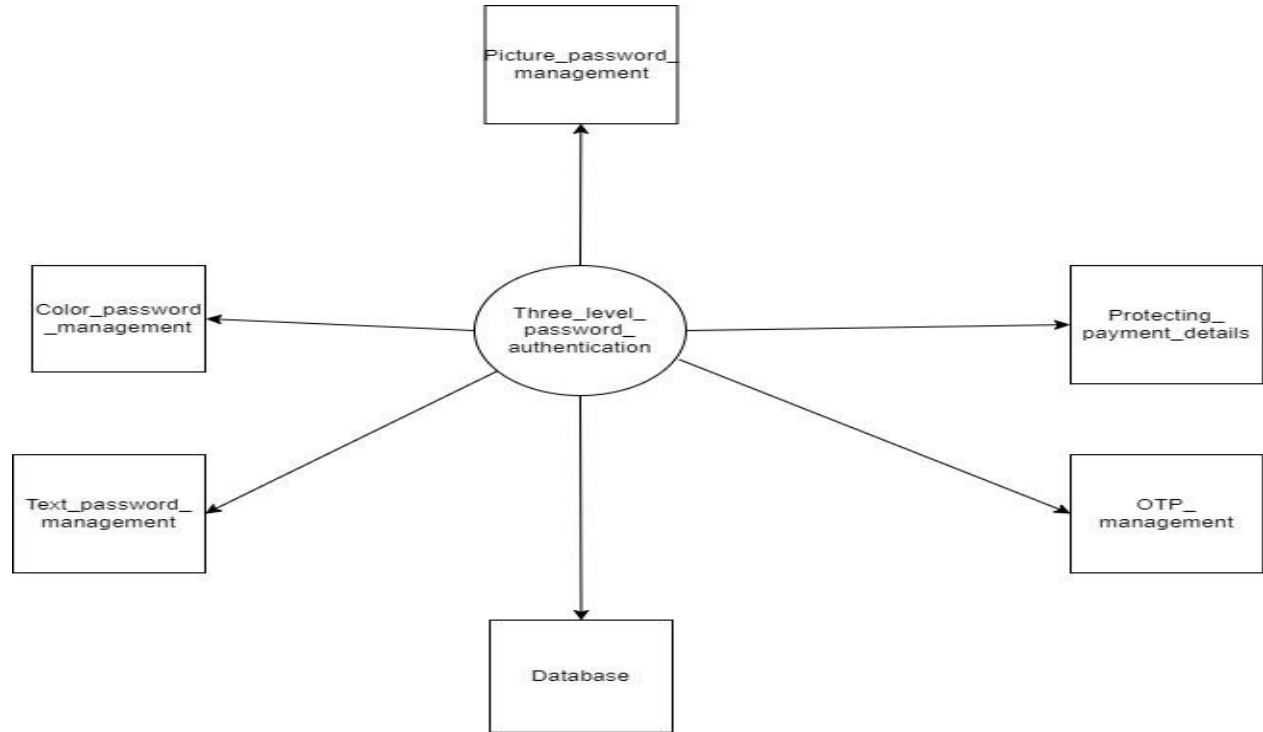 Picture_password_
management
Color_password
_management
Three_level_
password_
authentication
Protecting_
payment_details
Text_password_
management
OTP_
management
Database